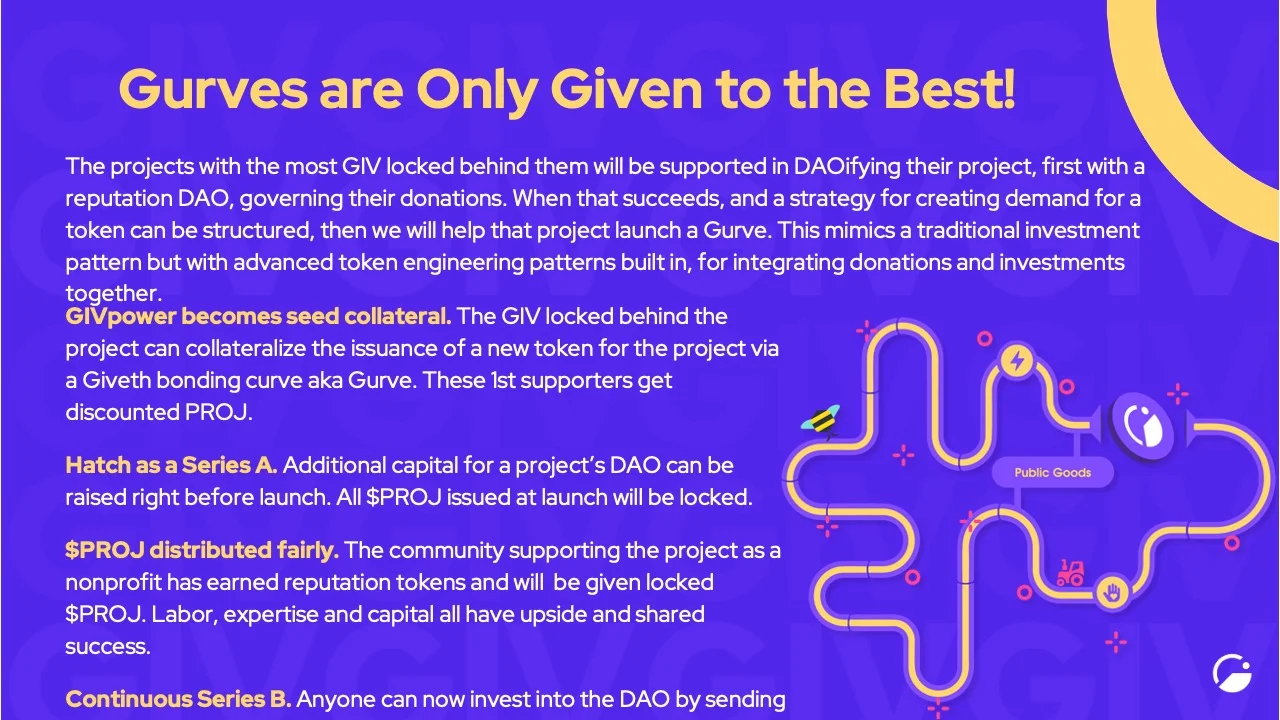 Gurves are Only Given to the Best!
The projects with the most GIV locked behind them will be supported in DAOifying their project, first with a
reputation DAO, governing their donations. When that succeeds, and a strategy for creating demand for a
token can be structured, then we will help that project launch a Gurve. This mimics a traditional investment
pattern but with advanced token engineering patterns built in, for integrating donations and investments
together.
GIVpower becomes seed collateral. The GIV locked behind the
project can collateralize the issuance of a new token for the project via
a Giveth bonding curve aka Gurve. These 1st supporters get
discounted PROJ.
Hatch as a Series A. Additional capital for a project's DAO can be
raised right before launch. All $PROJ issued at launch will be locked.
$PROJ distributed fairly. The community supporting the project as a
nonprofit has earned reputation tokens and will  be given locked
$PROJ. Labor, expertise and capital all have upside and shared
success.
Continuous Series B. Anyone can now invest into the DAO by sending
Public Goods